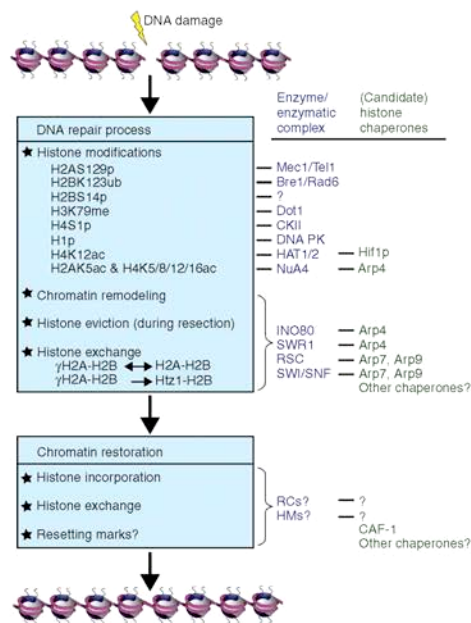 DNA damage
Enzyme/ (Candidate)
enzymatic histone
complex chaperones
DNA repair process
★ Histone modifications
H2AS129p — Mec1/Tel1
H2BK123ub — Bre1/Rad6
H2BS14p — ?
H3K79me — Dot1
H4S1p — CKII
H1p — DNA PK
H4K12ac — HAT1/2 — Hif1p
H2AK5ac & H4K5/8/12/16ac — NuA4 — Arp4
★ Chromatin remodeling
★ Histone eviction (during resection)
★ Histone exchange
γH2A-H2B ↔ H2A-H2B
γH2A-H2B → Htz1-H2B
INO80 — Arp4
SWR1 — Arp4
RSC — Arp7, Arp9
SWI/SNF — Arp7, Arp9
Other chaperones?
Chromatin restoration
★ Histone incorporation
★ Histone exchange
★ Resetting marks?
RCs? — ?
HMs? — ?
CAF-1
Other chaperones?